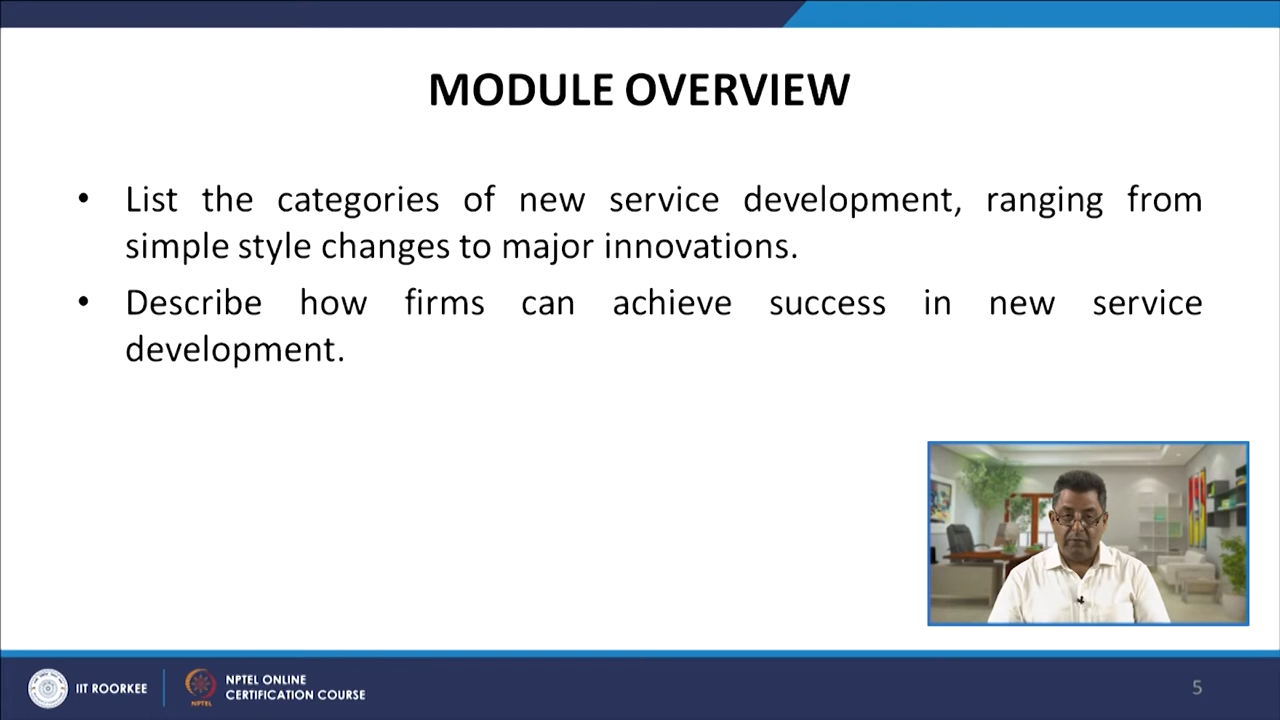 MODULE OVERVIEW
• List the categories of new service development, ranging from
simple style changes to major innovations.
• Describe how firms can achieve success in new service
development.
IIT ROORKEE
NPTEL
NPTEL ONLINE
CERTIFICATION COURSE
5